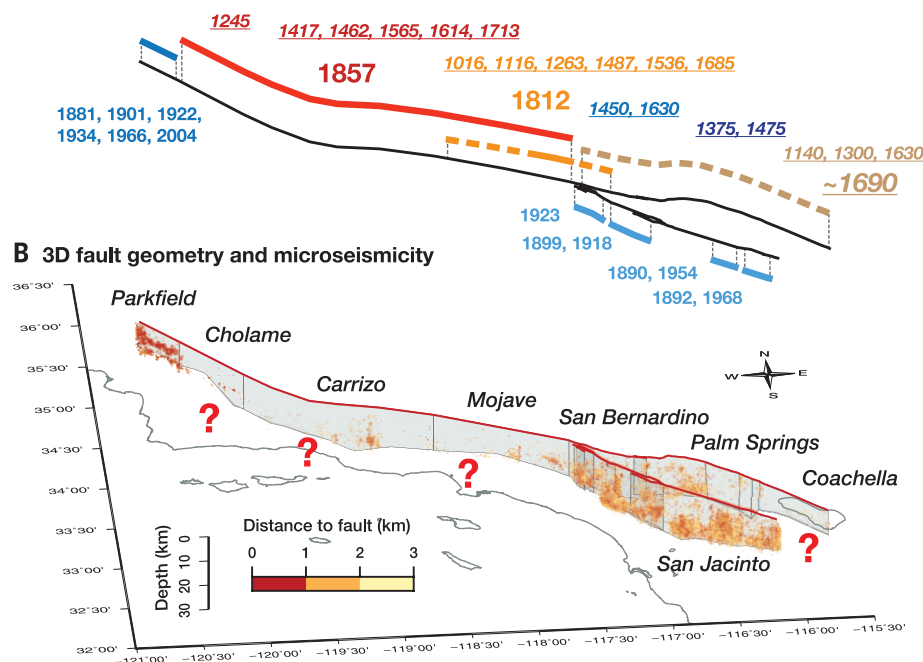 1245
1417, 1462, 1565, 1614, 1713
1857
1016, 1116, 1263, 1487, 1536, 1685
1812
1450, 1630
1375, 1475
1140, 1300, 1630
~1690
1881, 1901, 1922,
1934, 1966, 2004
1923
1899, 1918
1890, 1954
1892, 1968
B 3D fault geometry and microseismicity
36˚30'
36˚00'
35˚30'
35˚00'
34˚30'
34˚00'
33˚30'
33˚00'
32˚30'
32˚00'
Parkfield
Cholame
Carrizo
Mojave
San Bernardino
Palm Springs
Coachella
San Jacinto
N
W E
S
?
?
?
?
Distance to fault (km)
0 1 2 3
Depth (km)
0
10
20
30
−121˚00'
−120˚30'
−120˚00'
−119˚30'
−119˚00'
−118˚30'
−118˚00'
−117˚30'
−117˚00'
−116˚30'
−116˚00'
−115˚30'